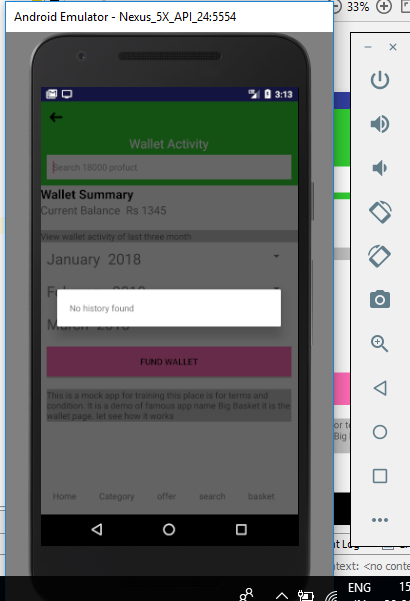 Android Emulator - Nexus_5X_API_24:5554
33%
3:13
Wallet Activity
Search 18000 product
Wallet Summary
Current Balance Rs 1345
View wallet activity of last three month
January 2018
No history found
March 2018
FUND WALLET
This is a mock app for training this place is for terms and
condition. it is a demo of famous app name Big Basket it is the
wallet page. let see how it works
Home Category offer search basket
or te
Big
t Log
text: <no conte
ENG
15